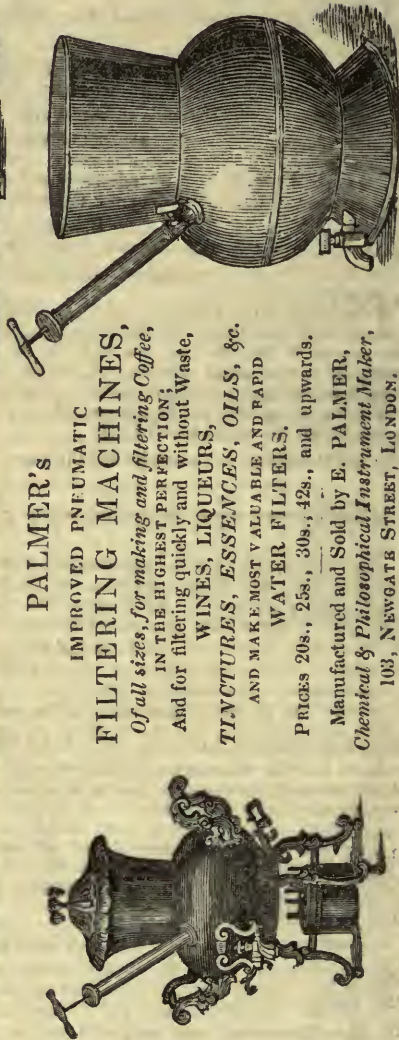 PALMER's
IMPROVED PNEUMATIC
FILTERING MACHINES,
Of all sizes, for making and filtering Coffee,
IN THE HIGHEST PERFECTION;
And for filtering quickly and without Waste,
WINES, LIQUEURS,
TINCTURES, ESSENCES, OILS, &c.
AND MAKE MOST VALUABLE AND RAPID
WATER FILTERS.
PRICES 20s., 25s., 30s., 42s., and upwards.
Manufactured and Sold by E. PALMER,
Chemical & Philosophical Instrument Maker,
103, NEWGATE STREET, LONDON.